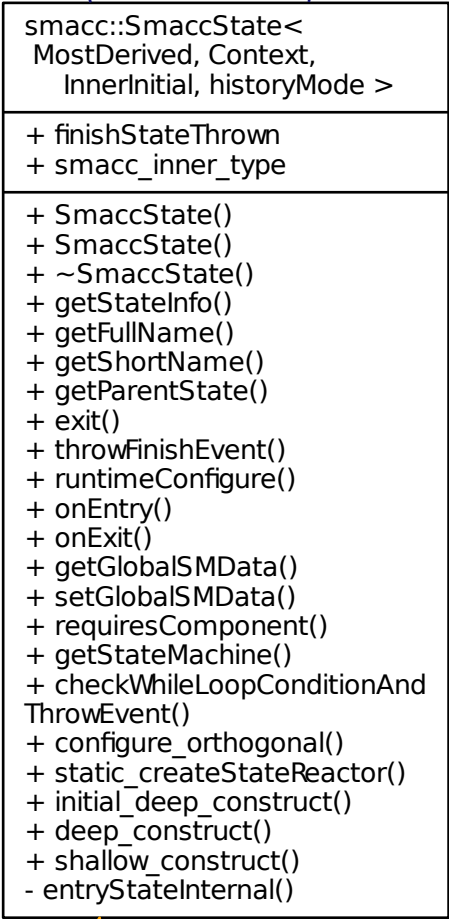 smacc::SmaccState<
MostDerived, Context,
InnerInitial, historyMode >
+ finishStateThrown
+ smacc_inner_type
+ SmaccState()
+ SmaccState()
+ ~SmaccState()
+ getStateInfo()
+ getFullName()
+ getShortName()
+ getParentState()
+ exit()
+ throwFinishEvent()
+ runtimeConfigure()
+ onEntry()
+ onExit()
+ getGlobalSMData()
+ setGlobalSMData()
+ requiresComponent()
+ getStateMachine()
+ checkWhileLoopConditionAnd
ThrowEvent()
+ configure_orthogonal()
+ static_createStateReactor()
+ initial_deep_construct()
+ deep_construct()
+ shallow_construct()
- entryStateInternal()